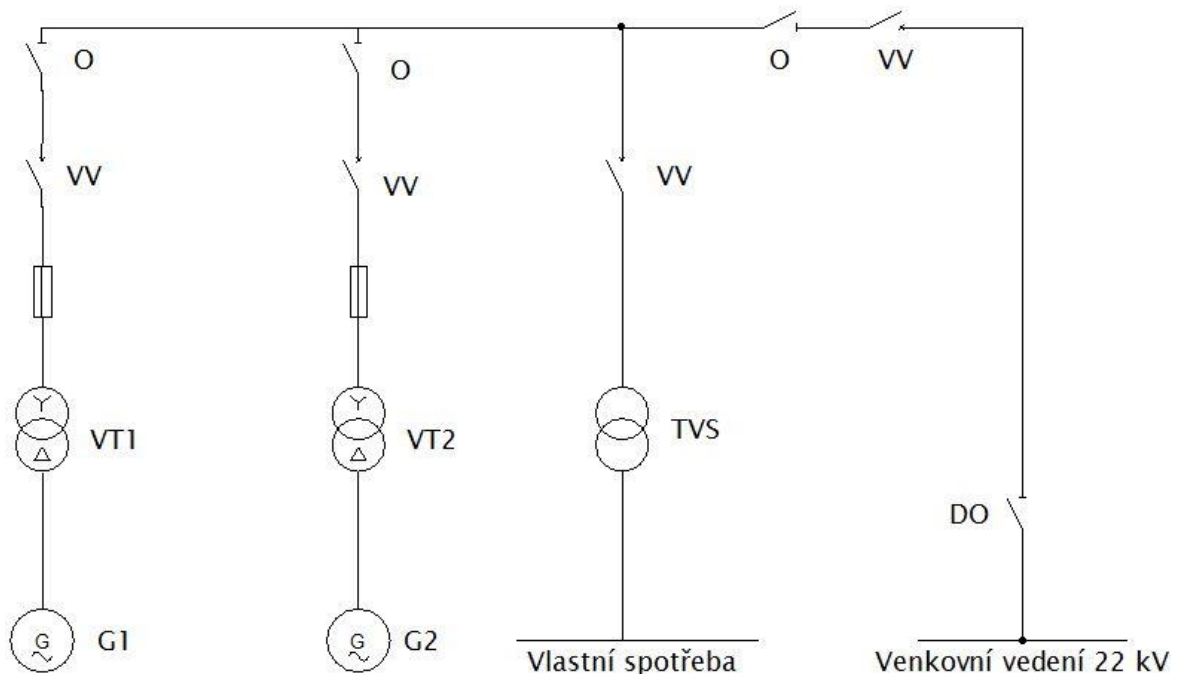 O
O
O
VV
VV
VV
VV
VT1
VT2
TVS
DO
G
G1
G
G2
Vlastní spotřeba
Venkovní vedení 22 kV